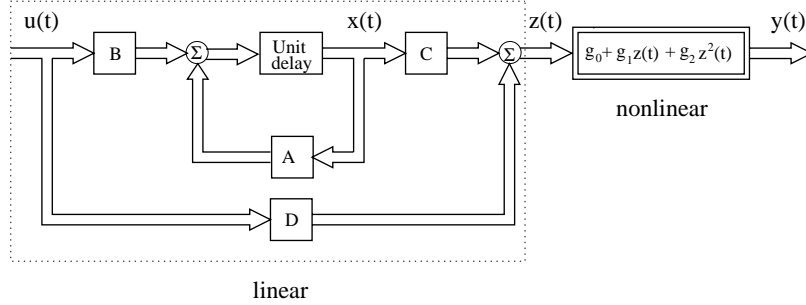 u(t)
x(t)
z(t)
y(t)
B
Σ
Unit
delay
C
Σ
g₀+ g₁z(t) + g₂ z²(t)
nonlinear
A
D
linear